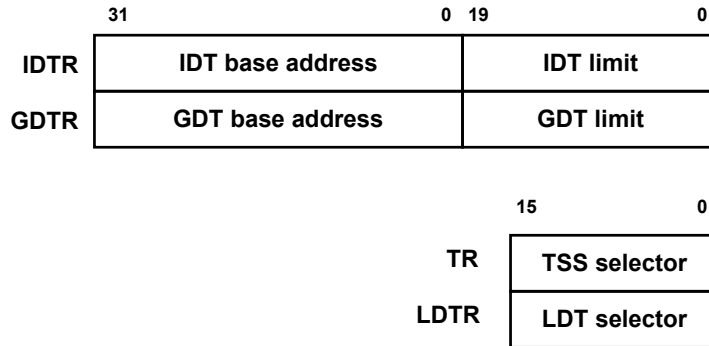 31 0 19 0
IDTR IDT base address IDT limit
GDTR GDT base address GDT limit
15 0
TR TSS selector
LDTR LDT selector